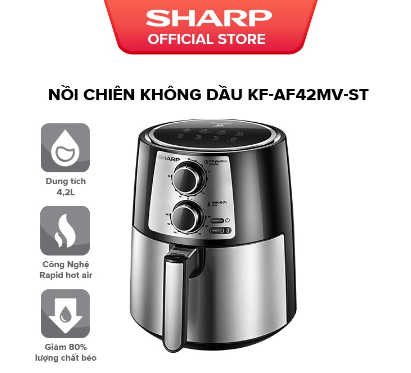 SHARP
OFFICIAL STORE
NỒI CHIÊN KHÔNG DẦU KF-AF42MV-ST
SHARP
Dung tích
4,2L
Công Nghệ
Rapid hot air
Giảm 80%
lượng chất béo